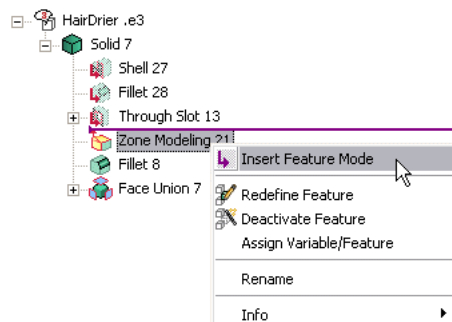 HairDrier .e3
Solid 7
Shell 27
Fillet 28
Through Slot 13
Zone Modeling 21
Insert Feature Mode
Fillet 8
Face Union 7
Redefine Feature
Deactivate Feature
Assign Variable/Feature
Rename
Info